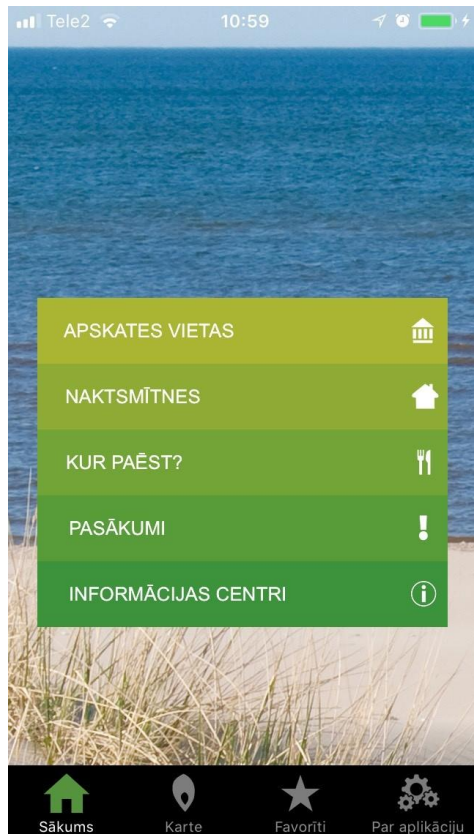 Tele2 10:59
APSKATES VIETAS
NAKTSMĪTNES
KUR PAĒST?
PASĀKUMI
INFORMĀCIJAS CENTRI
Sākums Karte Favorīti Par aplikāciju